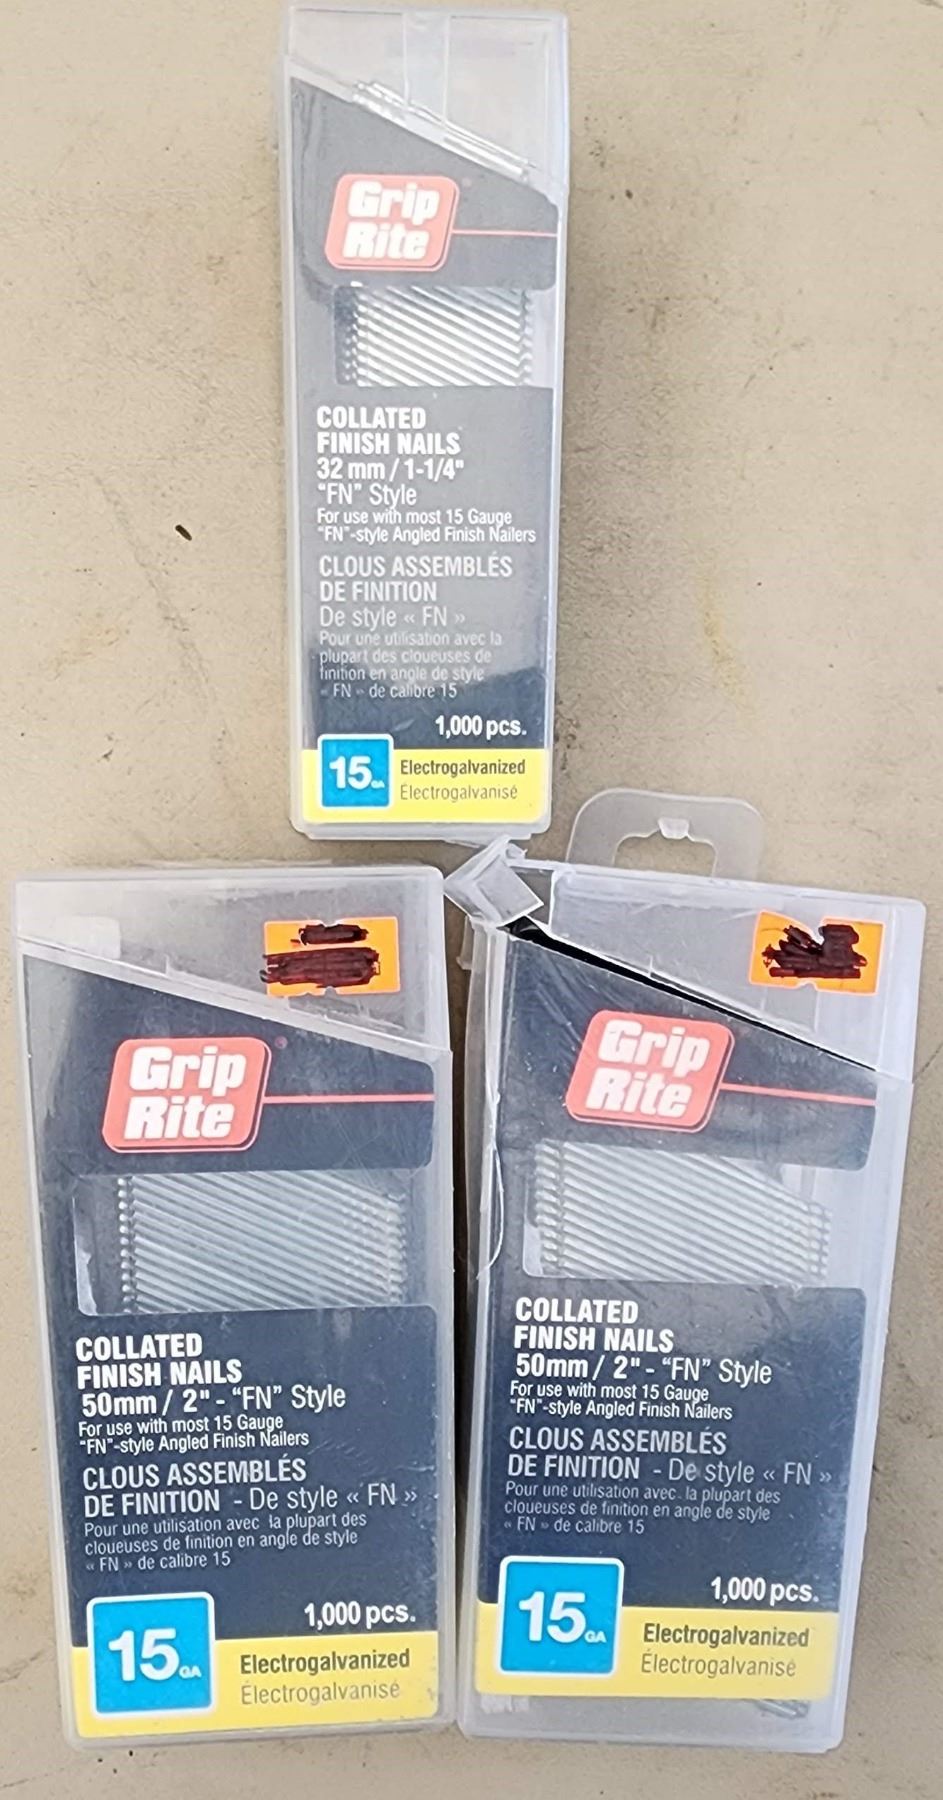 Grip
Rite
COLLATED
FINISH NAILS
32 mm / 1-1/4"
"FN" Style
For use with most 15 Gauge
"FN"-style Angled Finish Nailers
CLOUS ASSEMBLÉS
DE FINITION
De style « FN »
Pour une utilisation avec la
plupart des cloueuses de
finition en angle de style
« FN » de calibre 15
1,000 pcs.
15 GA
Electrogalvanized
Électrogalvanisé
Grip
Rite
COLLATED
FINISH NAILS
50mm / 2" - "FN" Style
For use with most 15 Gauge
"FN"-style Angled Finish Nailers
CLOUS ASSEMBLÉS
DE FINITION - De style « FN »
Pour une utilisation avec la plupart des
cloueuses de finition en angle de style
« FN » de calibre 15
1,000 pcs.
15 GA
Electrogalvanized
Électrogalvanisé
Grip
Rite
COLLATED
FINISH NAILS
50mm / 2" - "FN" Style
For use with most 15 Gauge
"FN"-style Angled Finish Nailers
CLOUS ASSEMBLÉS
DE FINITION - De style « FN »
Pour une utilisation avec la plupart des
cloueuses de finition en angle de style
« FN » de calibre 15
1,000 pcs.
15 GA
Electrogalvanized
Électrogalvanisé